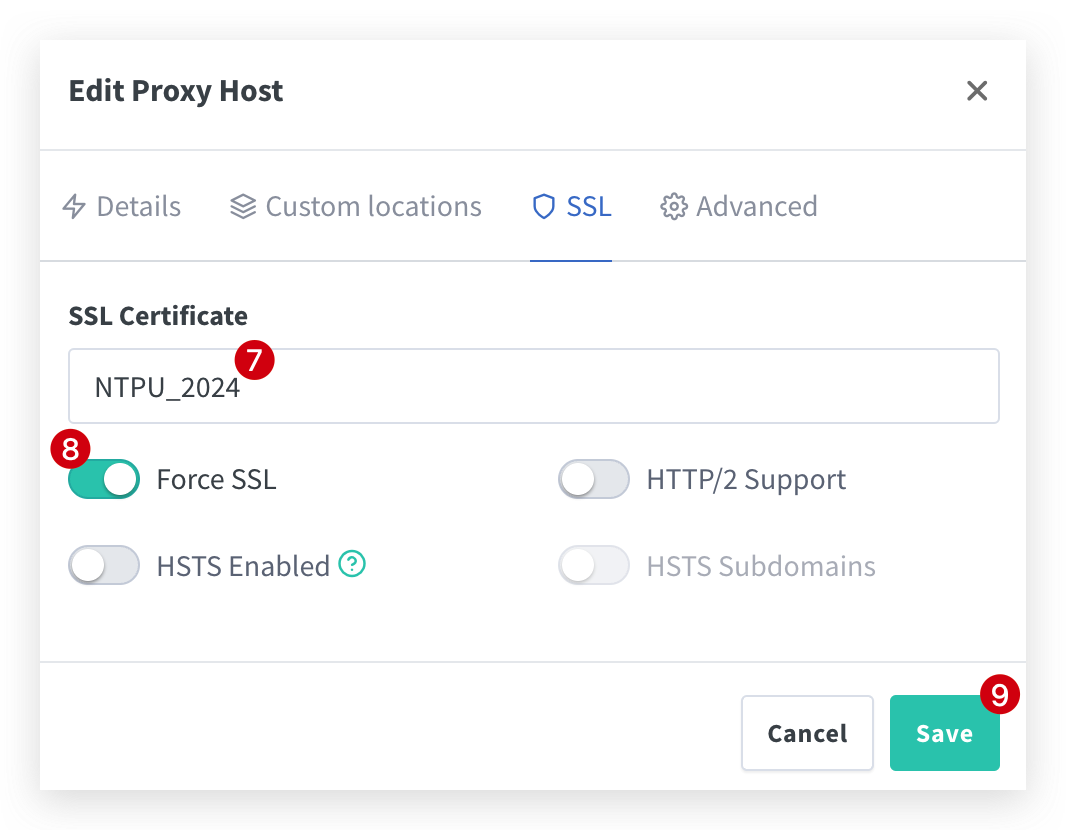 Edit Proxy Host
Details Custom locations SSL Advanced
SSL Certificate
7
NTPU_2024
8
Force SSL HTTP/2 Support
HSTS Enabled ? HSTS Subdomains
9
Cancel Save